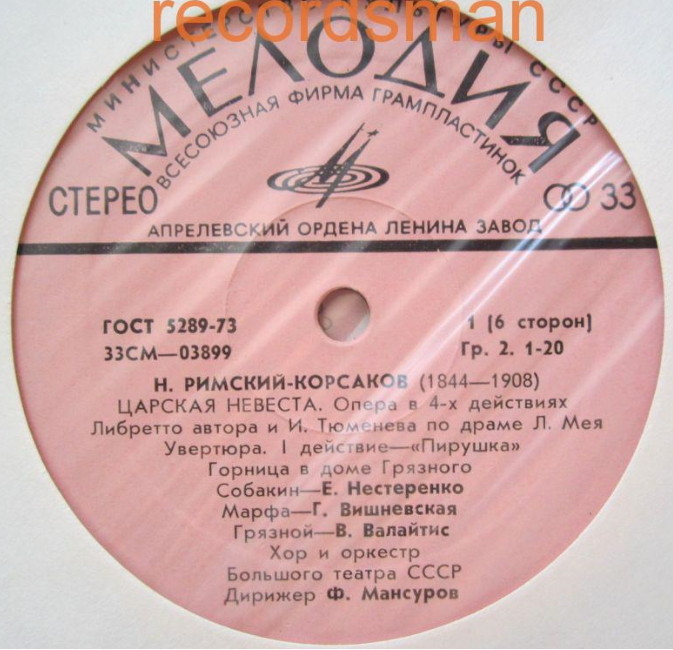 recordsman
МИНИСТЕРСТВО КУЛЬТУРЫ СССР
МЕЛОДИЯ
ВСЕСОЮЗНАЯ ФИРМА ГРАМПЛАСТИНОК
СТЕРЕО
33
АПРЕЛЕВСКИЙ ОРДЕНА ЛЕНИНА ЗАВОД
ГОСТ 5289-73
1 (6 сторон)
33СМ—03899
Гр. 2. 1-20
Н. РИМСКИЙ-КОРСАКОВ (1844—1908)
ЦАРСКАЯ НЕВЕСТА. Опера в 4-х действиях
Либретто автора и И. Тюменева по драме Л. Мея
Увертюра. I действие—«Пирушка»
Горница в доме Грязного
Собакин—Е. Нестеренко
Марфа—Г. Вишневская
Грязной—В. Валайтис
Хор и оркестр
Большого театра СССР
Дирижер Ф. Мансуров